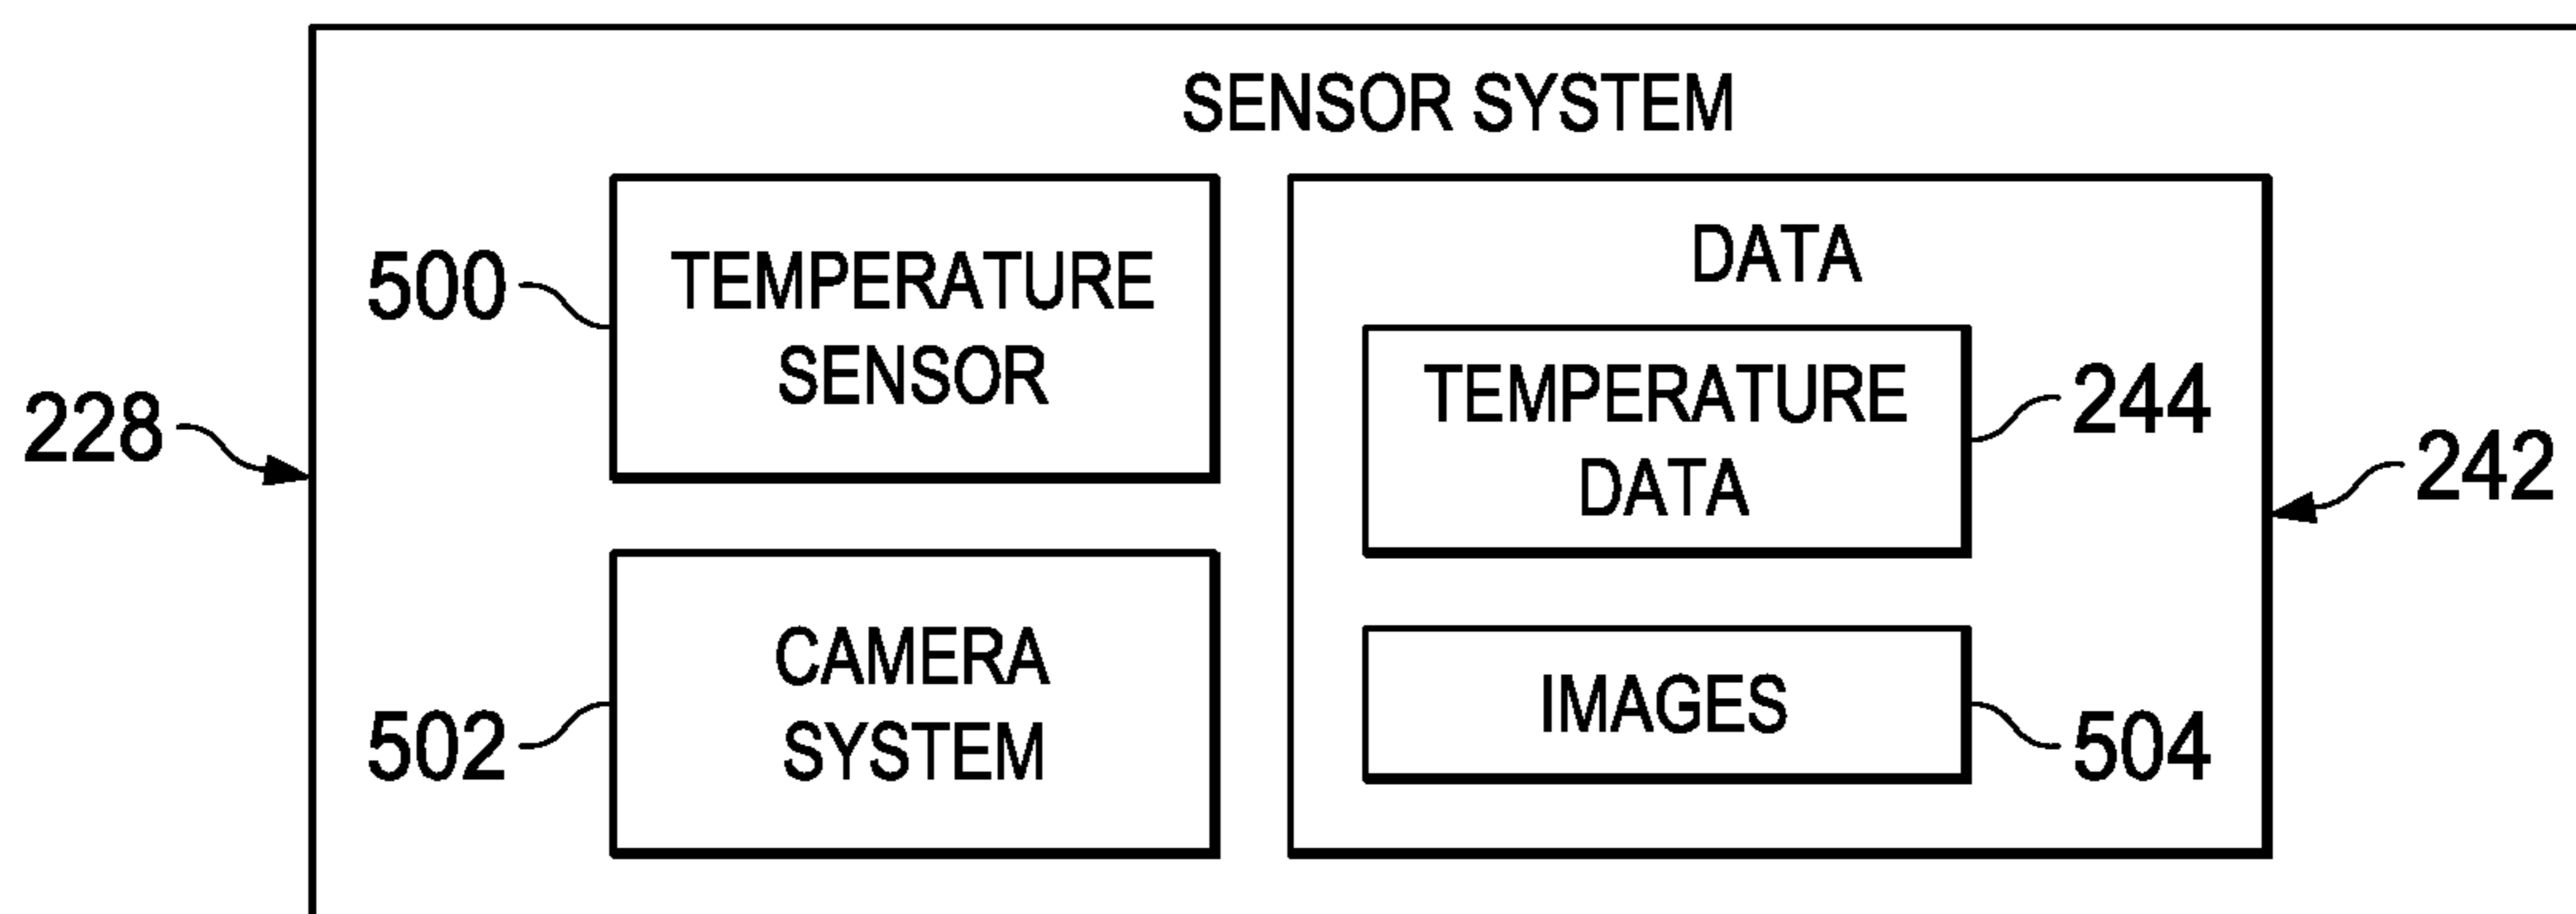 SENSOR SYSTEM
500
TEMPERATURE
SENSOR
228
502
CAMERA
SYSTEM
DATA
TEMPERATURE
DATA
244
242
IMAGES
504